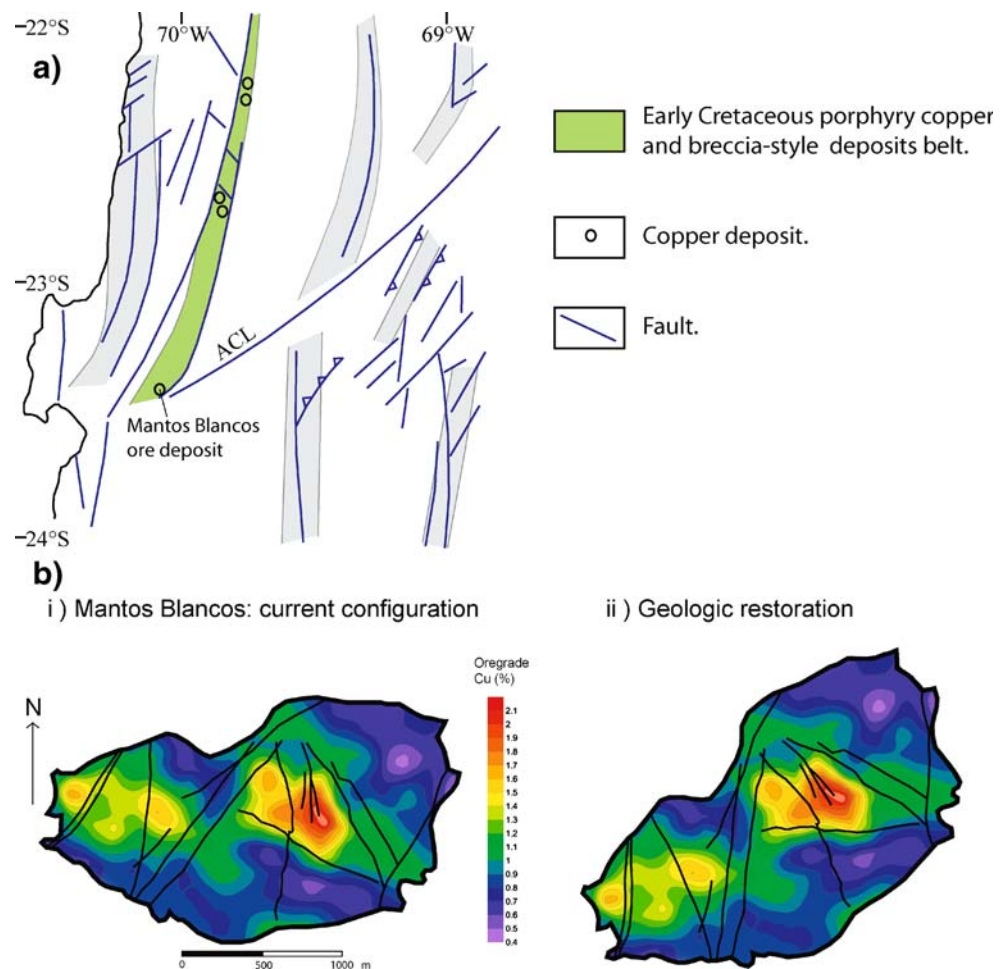 22°S
70°W
69°W
a)
ACL
23°S
Mantos Blancos
ore deposit
24°S
Early Cretaceous porphyry copper
and breccia-style deposits belt.
Copper deposit.
Fault.
b)
i ) Mantos Blancos: current configuration
ii ) Geologic restoration
N
Oregrade
Cu (%)
2.1
2
1.9
1.8
1.7
1.6
1.5
1.4
1.3
1.2
1.1
1
0.9
0.8
0.7
0.6
0.5
0.4
0 500 1000 m